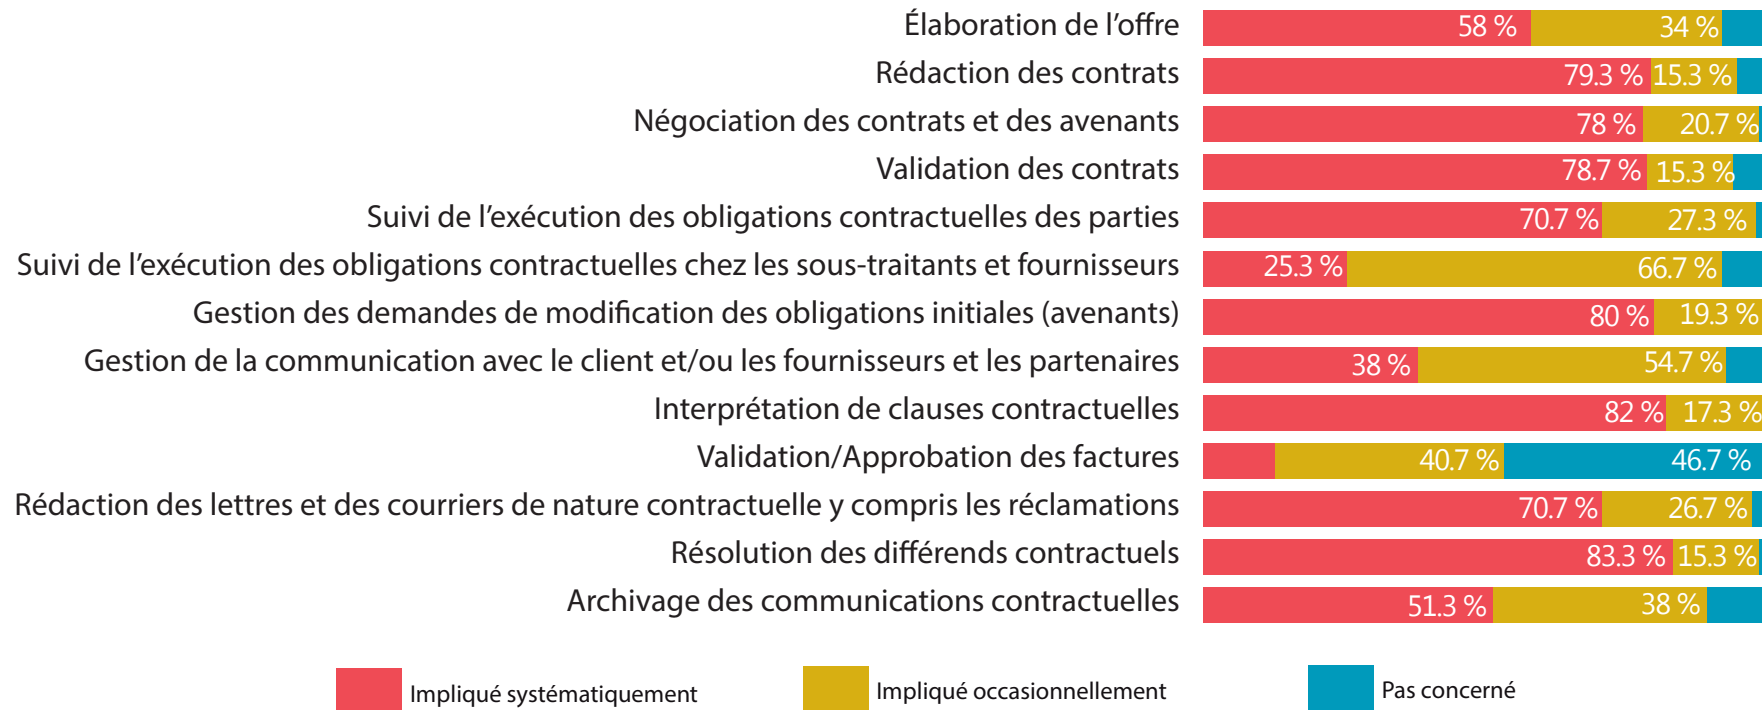 Élaboration de l’offre 58 % 34 %
Rédaction des contrats 79.3 % 15.3 %
Négociation des contrats et des avenants 78 % 20.7 %
Validation des contrats 78.7 % 15.3 %
Suivi de l’exécution des obligations contractuelles des parties 70.7 % 27.3 %
Suivi de l’exécution des obligations contractuelles chez les sous-traitants et fournisseurs 25.3 % 66.7 %
Gestion des demandes de modification des obligations initiales (avenants) 80 % 19.3 %
Gestion de la communication avec le client et/ou les fournisseurs et les partenaires 38 % 54.7 %
Interprétation de clauses contractuelles 82 % 17.3 %
Validation/Approbation des factures 40.7 % 46.7 %
Rédaction des lettres et des courriers de nature contractuelle y compris les réclamations 70.7 % 26.7 %
Résolution des différends contractuels 83.3 % 15.3 %
Archivage des communications contractuelles 51.3 % 38 %
Impliqué systématiquement Impliqué occasionnellement Pas concerné